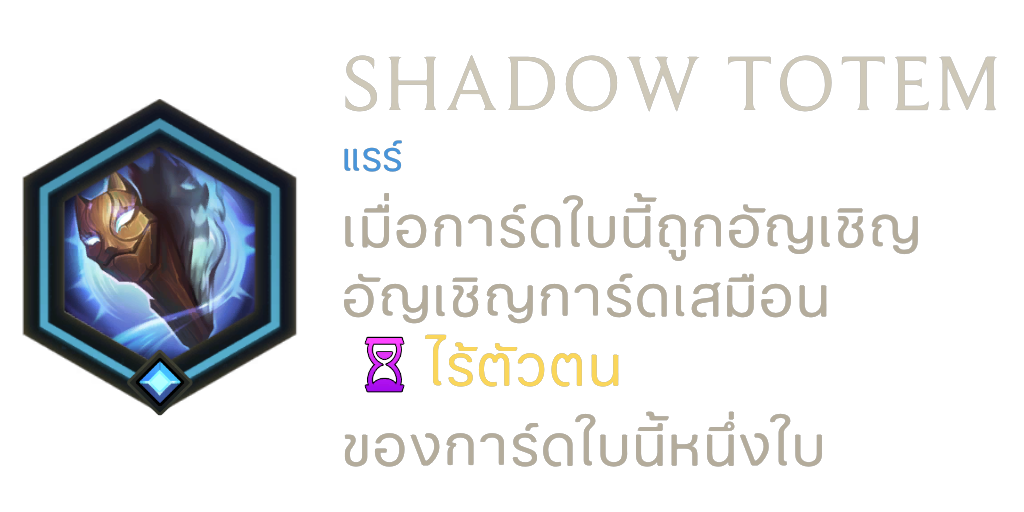 SHADOW TOTEM
แรร์
เมื่อการ์ดใบนี้ถูกอัญเชิญ
อัญเชิญการ์ดเสมือน
ไร้ตัวตน
ของการ์ดใบนี้หนึ่งใบ